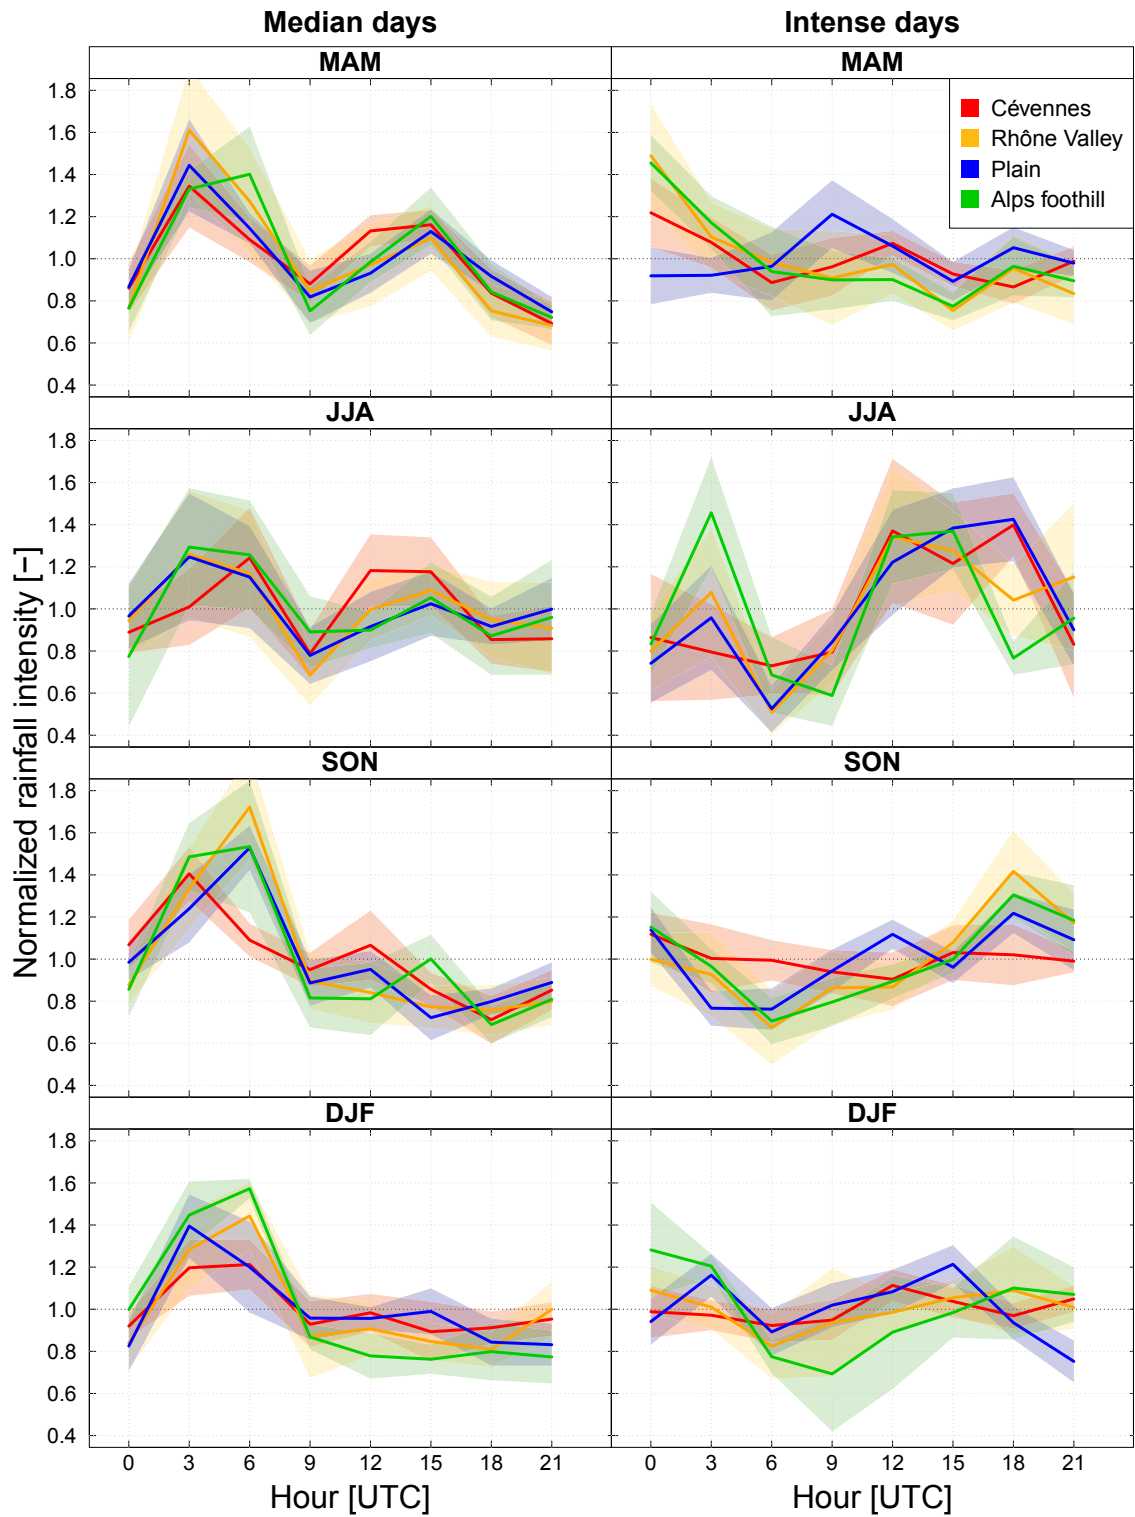 Median days
Intense days
MAM
MAM
Cévennes
Rhône Valley
Plain
Alps foothill
1.8
1.6
1.4
1.2
1.0
0.8
0.6
0.4
JJA
JJA
1.8
1.6
1.4
1.2
1.0
0.8
0.6
0.4
Normalized rainfall intensity [−]
SON
SON
1.8
1.6
1.4
1.2
1.0
0.8
0.6
0.4
DJF
DJF
1.8
1.6
1.4
1.2
1.0
0.8
0.6
0.4
0 3 6 9 12 15 18 21
0 3 6 9 12 15 18 21
Hour [UTC]
Hour [UTC]